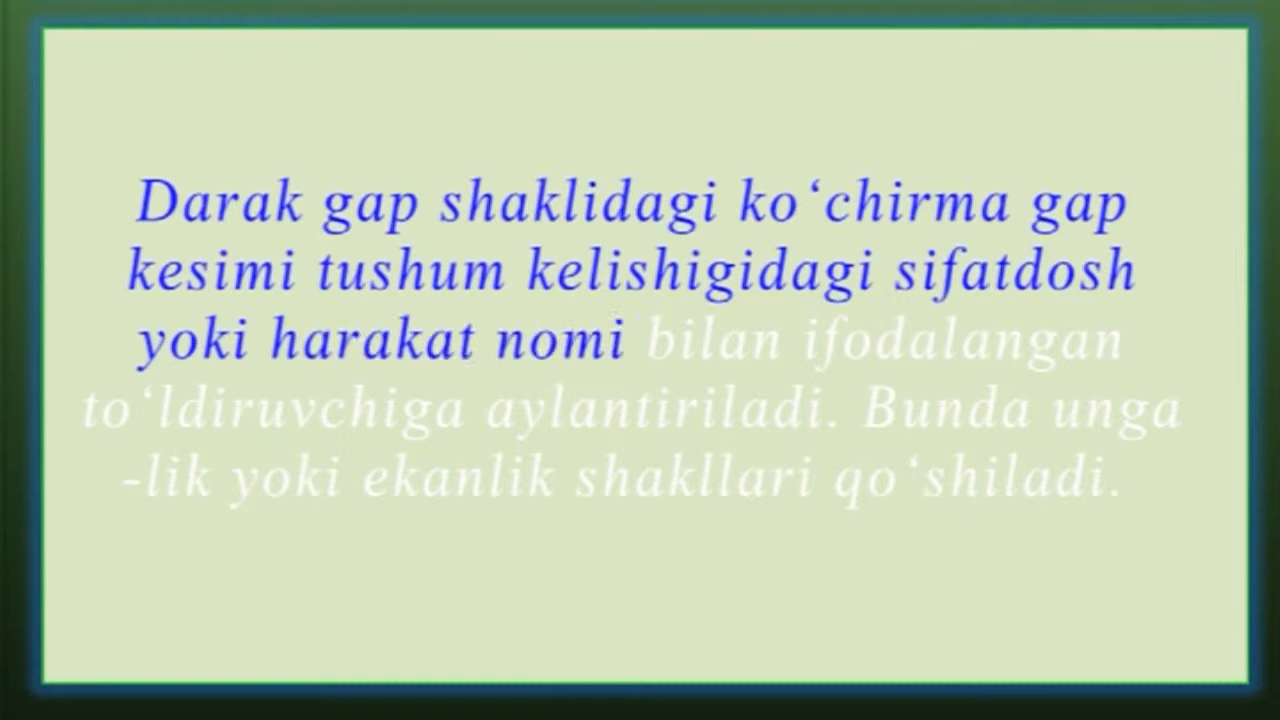 Darak gap shaklidagi ko‘chirma gap
kesimi tushum kelishigidagi sifatdosh
yoki harakat nomi bilan ifodalangan
to‘ldiruvchiga aylantiriladi. Bunda unga
-lik yoki ekanlik shakllari qo‘shiladi.